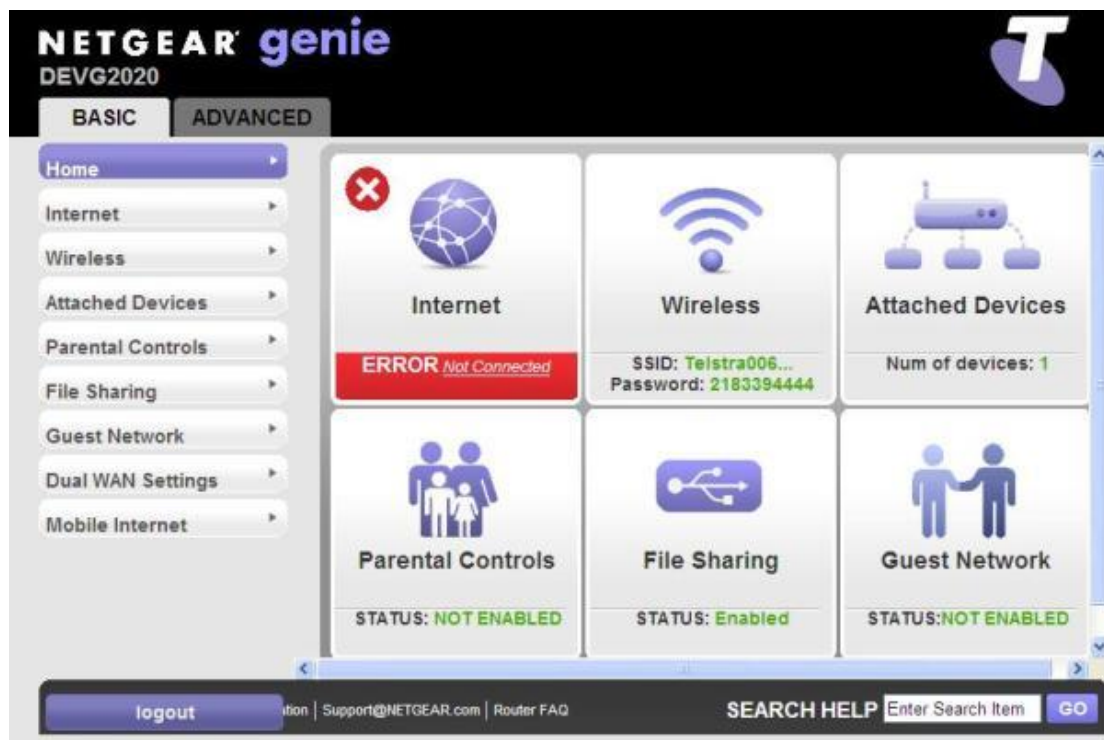 NETGEAR genie
DEVG2020
BASIC
ADVANCED
Home
Internet
Wireless
Attached Devices
Parental Controls
File Sharing
Guest Network
Dual WAN Settings
Mobile Internet
Internet
ERROR Not Connected
Wireless
SSID: Telstra006...
Password: 2183394444
Attached Devices
Num of devices: 1
Parental Controls
STATUS: NOT ENABLED
File Sharing
STATUS: Enabled
Guest Network
STATUS:NOT ENABLED
logout
Support@NETGEAR.com | Router FAQ
SEARCH HELP Enter Search Item GO